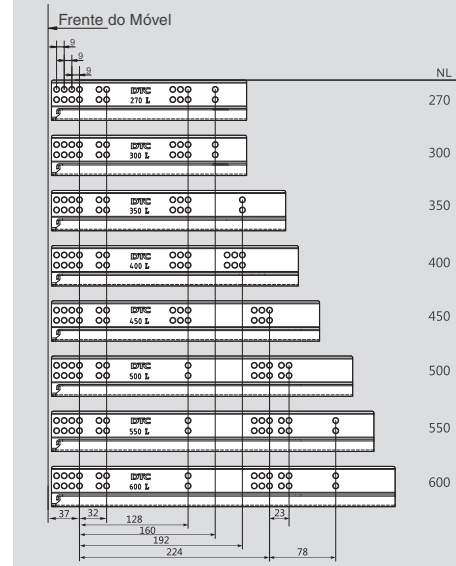 Frente do Móvel
9
9
9
NL
DTC
270 L
270
DTC
300 L
300
DTC
350 L
350
DTC
400 L
400
DTC
450 L
450
DTC
500 L
500
DTC
550 L
550
DTC
600 L
600
37
32
23
128
160
192
224
78